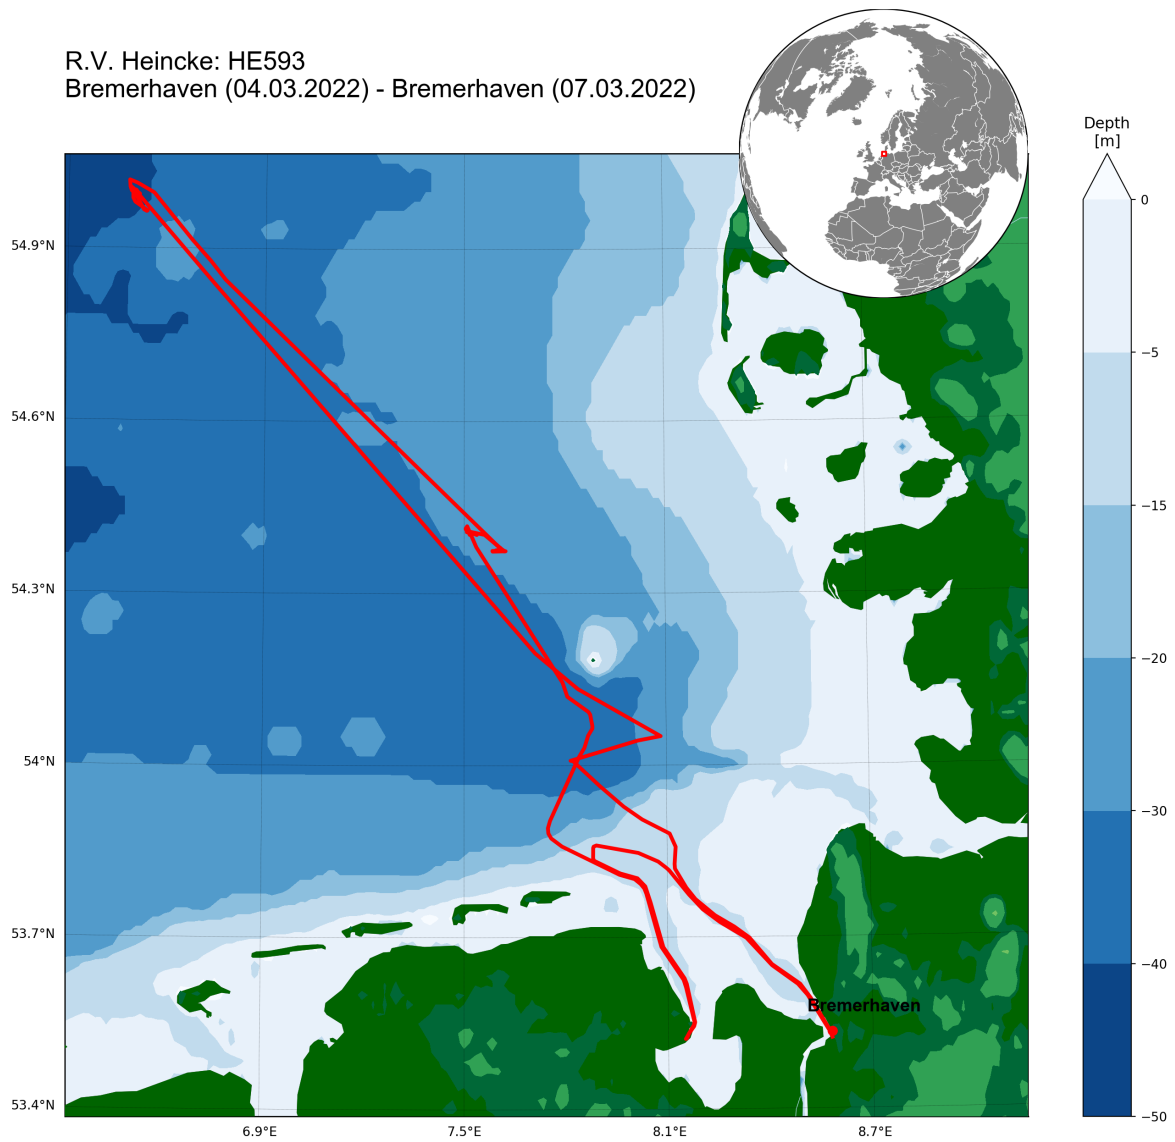 R.V. Heincke: HE593
Bremerhaven (04.03.2022) - Bremerhaven (07.03.2022)
Depth
[m]
0
−5
−15
−20
−30
−40
−50
54.9°N
54.6°N
54.3°N
54°N
53.7°N
53.4°N
Bremerhaven
6.9°E
7.5°E
8.1°E
8.7°E